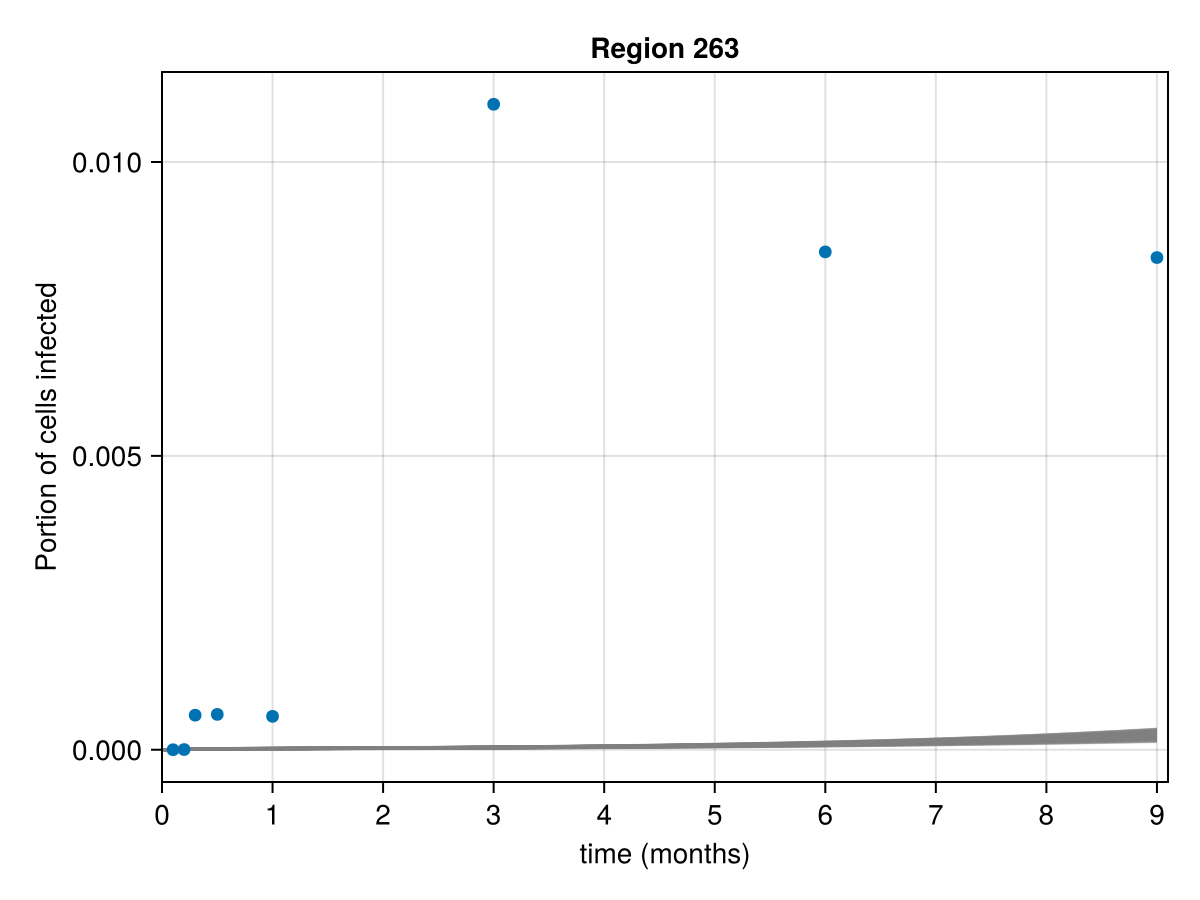 Region 263
Portion of cells infected
0.010
0.005
0.000
0 1 2 3 4 5 6 7 8 9
time (months)